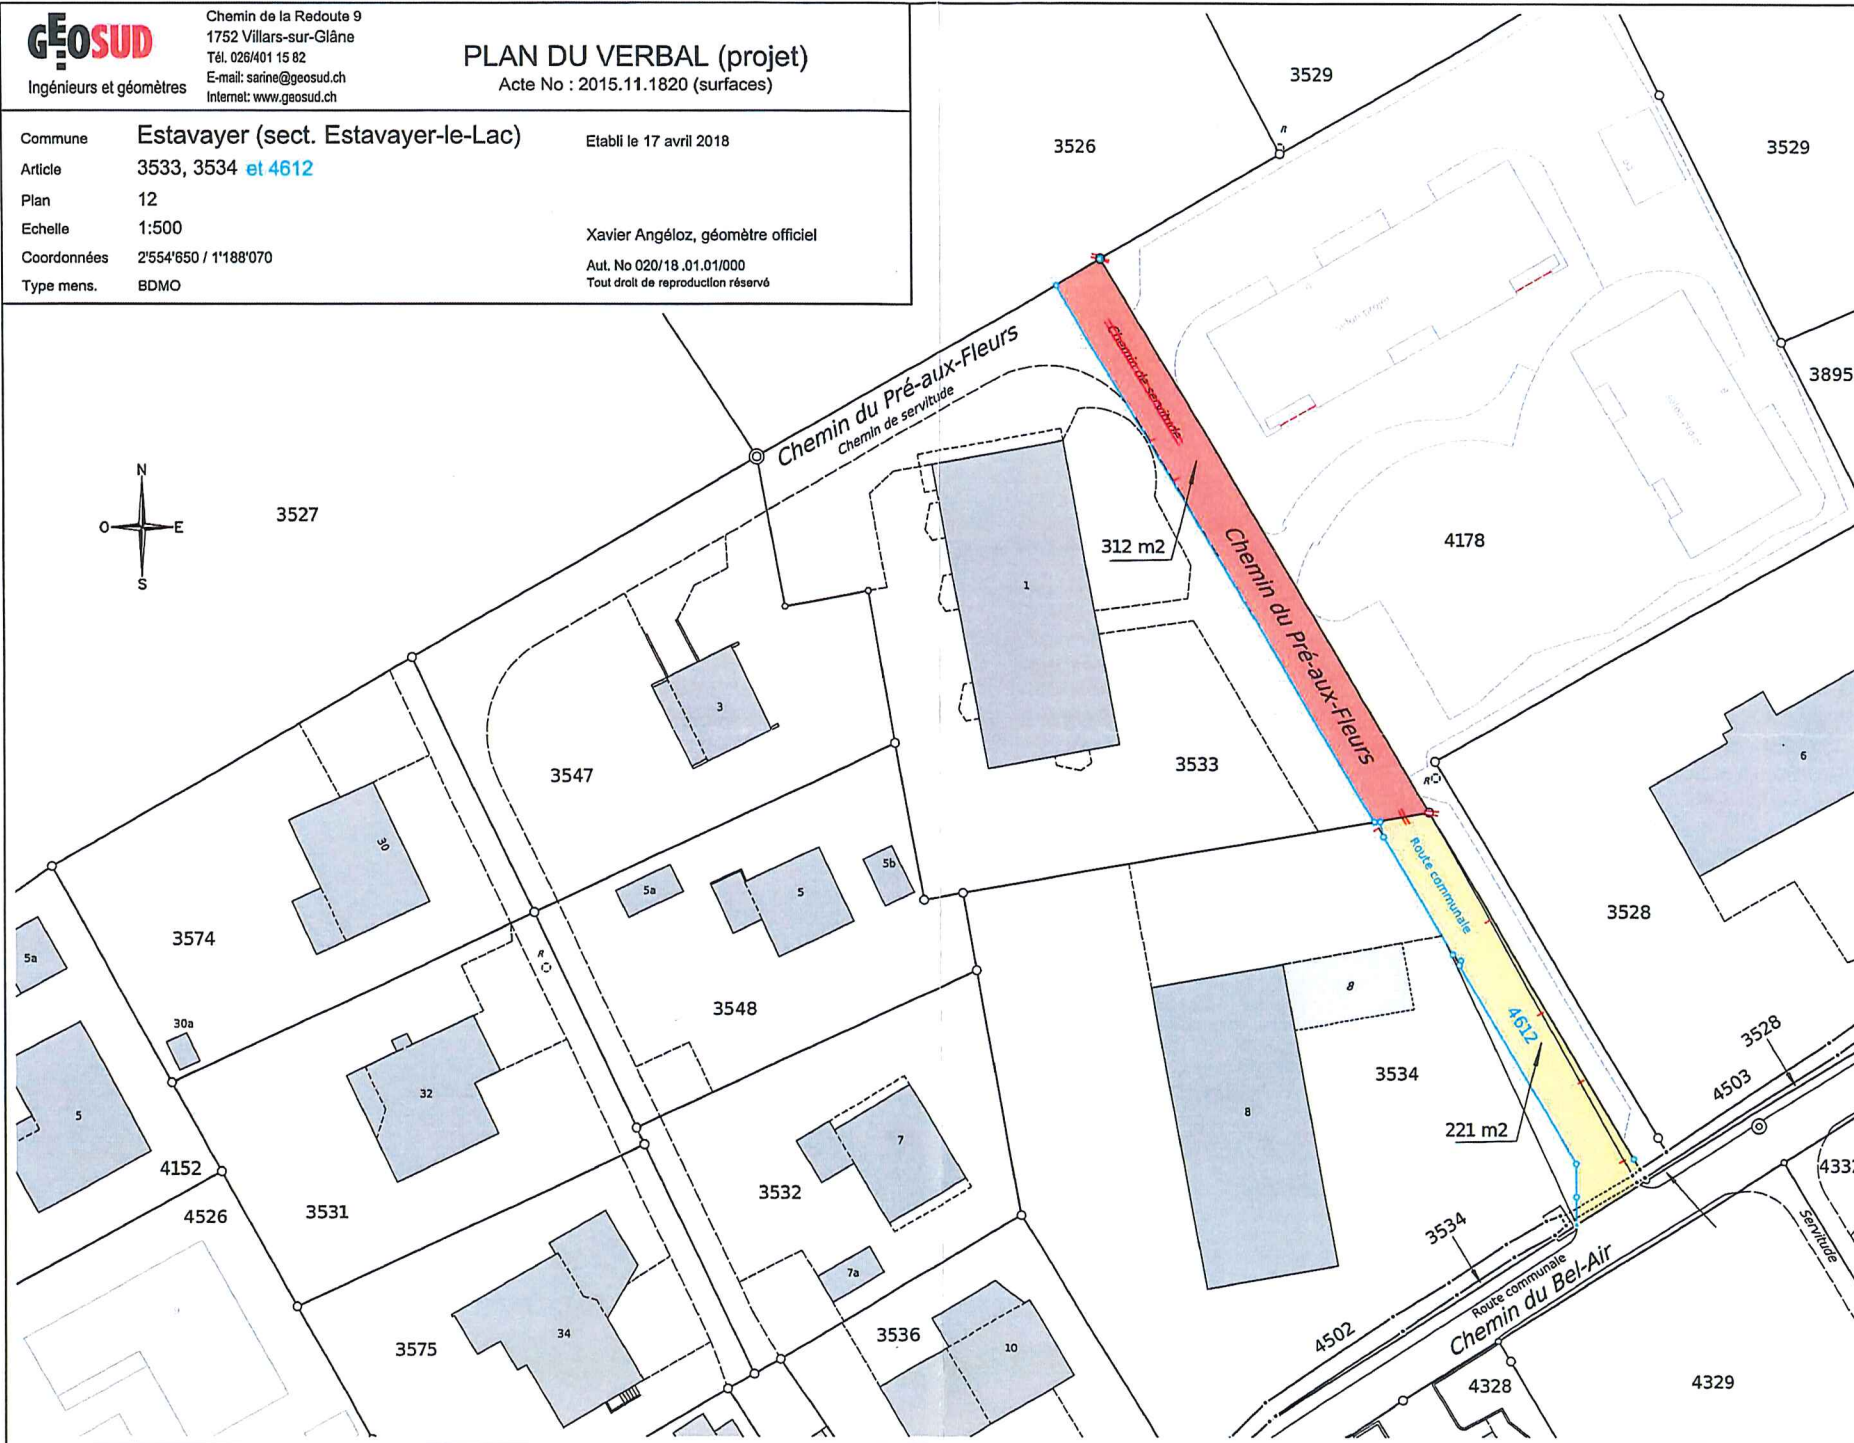 GEOSUD
Ingénieurs et géomètres
Chemin de la Redoute 9
1752 Villars-sur-Glâne
Tél. 026/401 15 82
E-mail: sarine@geosud.ch
Internet: www.geosud.ch
PLAN DU VERBAL (projet)
Acte No : 2015.11.1820 (surfaces)
Commune Estavayer (sect. Estavayer-le-Lac) Etabli le 17 avril 2018
Article 3533, 3534 et 4612
Plan 12
Echelle 1:500
Xavier Angéloz, géomètre officiel
Coordonnées 2'554'650 / 1'188'070
Aut. No 020/18 .01.01/000
Type mens. BDMO
Tout droit de reproduction réservé
3529
3526
3529
R
3895
Chemin du Pré-aux-Fleurs
Chemin de servitude
Chemin de servitude
N
O E
S
3527
312 m2
1
4178
Chemin du Pré-aux-Fleurs
3
3547
3533
R
6
30
5a
5
5b
3574
R
5a
3528
Route communale
30a
3548
8
4612
3528
4503
5
32
3534
8
7
221 m2
4152
3532
4526
3531
3534
Servitude
7a
Route communale
Chemin du Bel-Air
4502
3575
34
3536
10
4328
4329